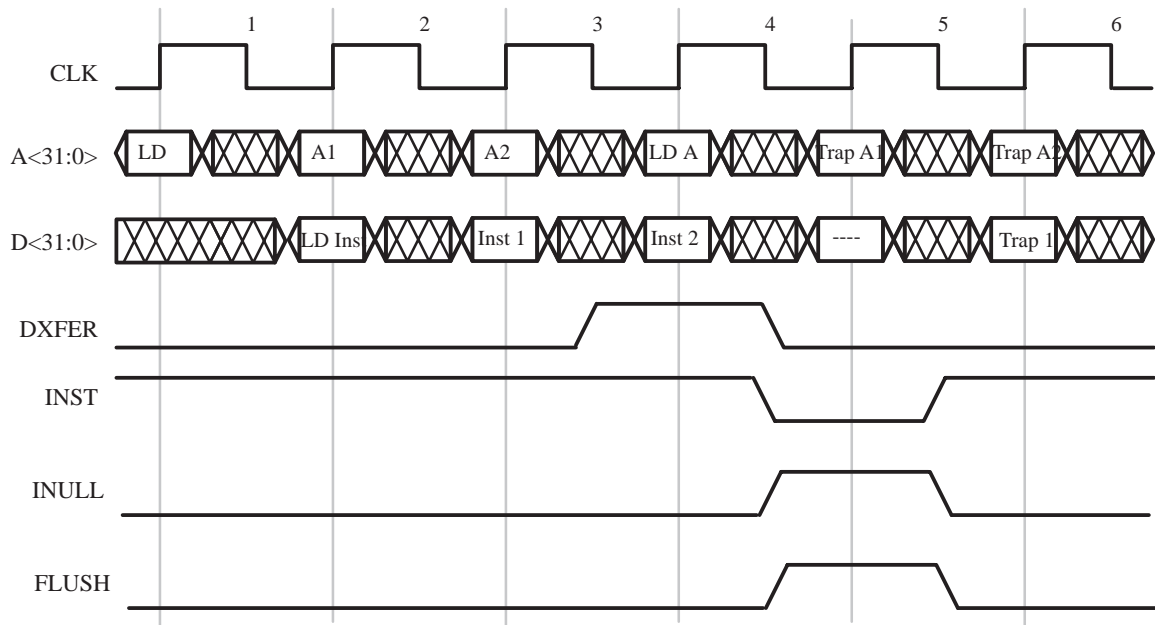 1 2 3 4 5 6
CLK
A<31:0> LD A1 A2 LD A Trap A1 Trap A2
D<31:0> LD Inst Inst 1 Inst 2 ---- Trap 1
DXFER
INST
INULL
FLUSH